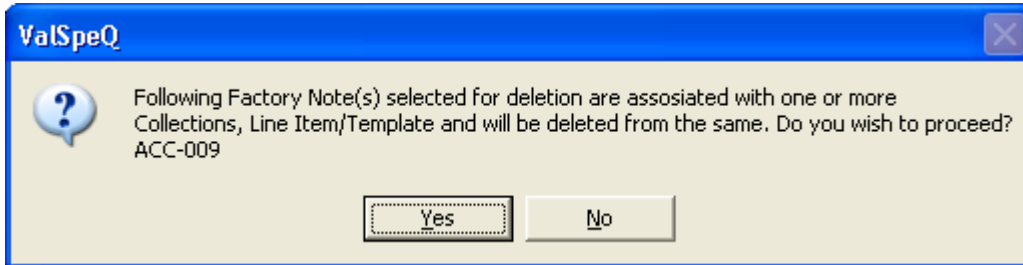 ValSpeQ
Following Factory Note(s) selected for deletion are assosiated with one or more
Collections, Line Item/Template and will be deleted from the same. Do you wish to proceed?
ACC-009
Yes
No